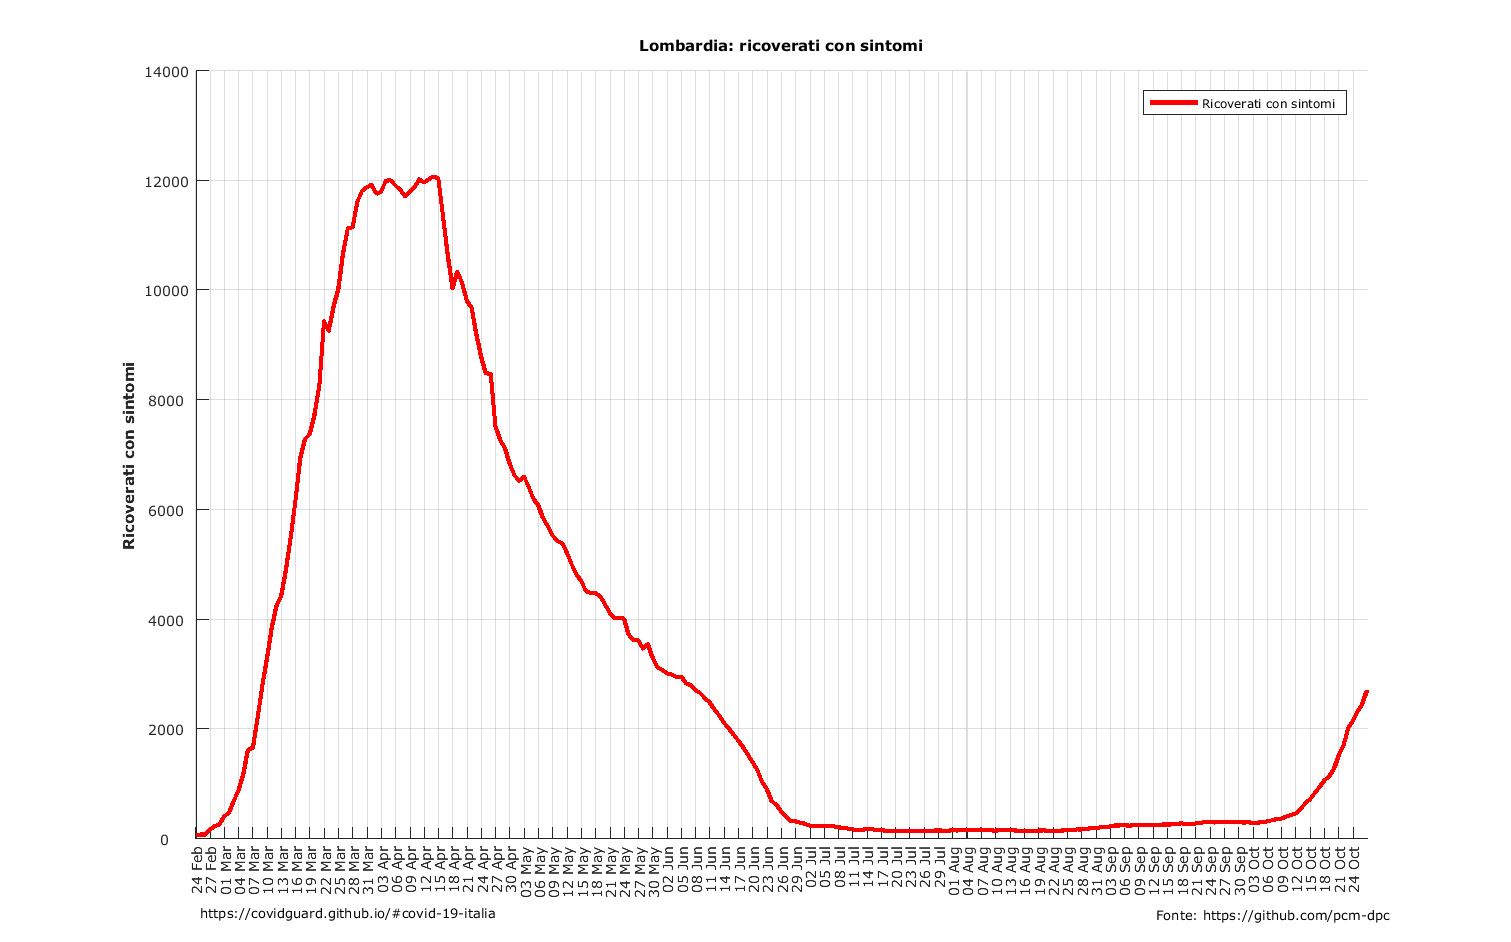 Lombardia: ricoverati con sintomi
Ricoverati con sintomi
Ricoverati con sintomi
14000
12000
10000
8000
6000
4000
2000
0
24 Feb
27 Feb
01 Mar
04 Mar
07 Mar
10 Mar
13 Mar
16 Mar
19 Mar
22 Mar
25 Mar
28 Mar
31 Mar
03 Apr
06 Apr
09 Apr
12 Apr
15 Apr
18 Apr
21 Apr
24 Apr
27 Apr
30 Apr
03 May
06 May
09 May
12 May
15 May
18 May
21 May
24 May
27 May
30 May
02 Jun
05 Jun
08 Jun
11 Jun
14 Jun
17 Jun
20 Jun
23 Jun
26 Jun
29 Jun
02 Jul
05 Jul
08 Jul
11 Jul
14 Jul
17 Jul
20 Jul
23 Jul
26 Jul
29 Jul
01 Aug
04 Aug
07 Aug
10 Aug
13 Aug
16 Aug
19 Aug
22 Aug
25 Aug
28 Aug
31 Aug
03 Sep
06 Sep
09 Sep
12 Sep
15 Sep
18 Sep
21 Sep
24 Sep
27 Sep
30 Sep
03 Oct
06 Oct
09 Oct
12 Oct
15 Oct
18 Oct
21 Oct
24 Oct
https://covidguard.github.io/#covid-19-italia
Fonte: https://github.com/pcm-dpc